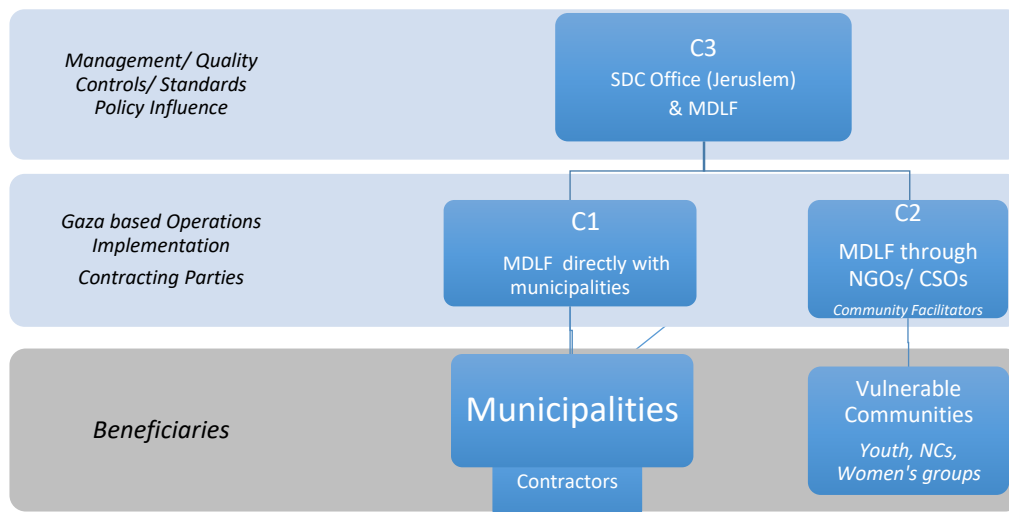 Management/ Quality
Controls/ Standards
Policy Influence
C3
SDC Office (Jeruslem)
& MDLF
Gaza based Operations
Implementation
Contracting Parties
C1
MDLF directly with
municipalities
C2
MDLF through
NGOs/ CSOs
Community Facilitators
Beneficiaries
Municipalities
Contractors
Vulnerable
Communities
Youth, NCs,
Women's groups